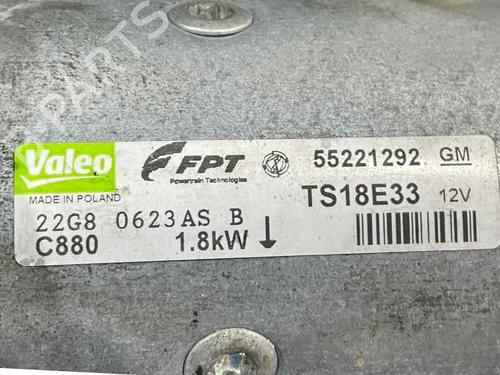 PARTS
Valeo
FPT
Powertrain Technologies
55221292 GM
MADE IN POLAND
TS18E33 12V
22G8 0623AS B
C880 1.8kW